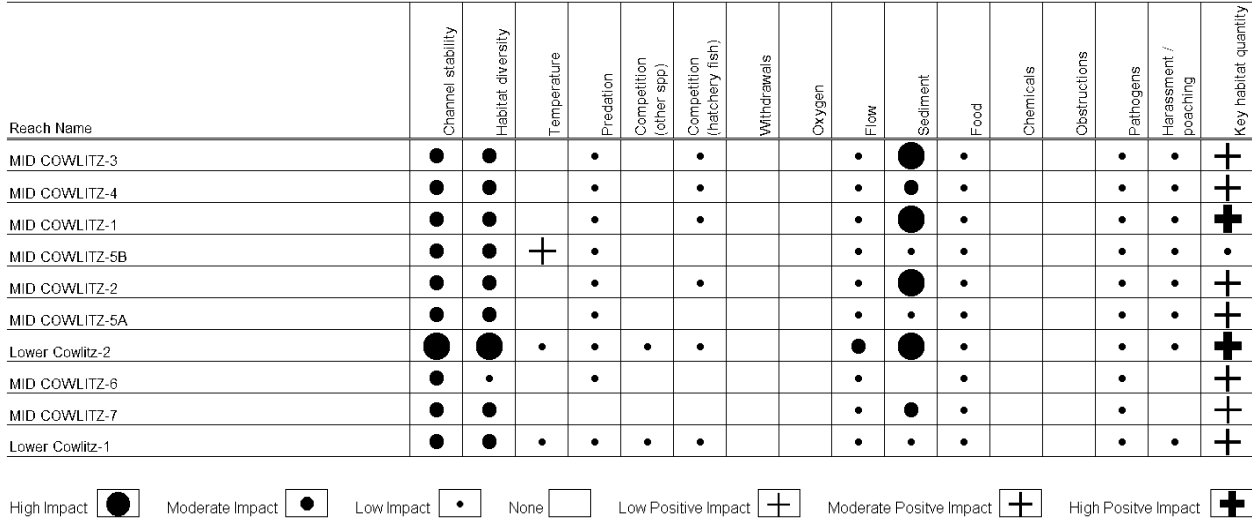 Reach Name
Channel stability
Habitat diversity
Temperature
Predation
Competition
(other spp)
Competition
(hatchery fish)
Withdrawals
Oxygen
Flow
Sediment
Food
Chemicals
Obstructions
Pathogens
Harassment /
poaching
Key habitat quantity
MID COWLITZ-3
MID COWLITZ-4
MID COWLITZ-1
MID COWLITZ-5B
MID COWLITZ-2
MID COWLITZ-5A
Lower Cowlitz-2
MID COWLITZ-6
MID COWLITZ-7
Lower Cowlitz-1
High Impact Moderate Impact Low Impact None Low Positive Impact Moderate Positve Impact High Positve Impact